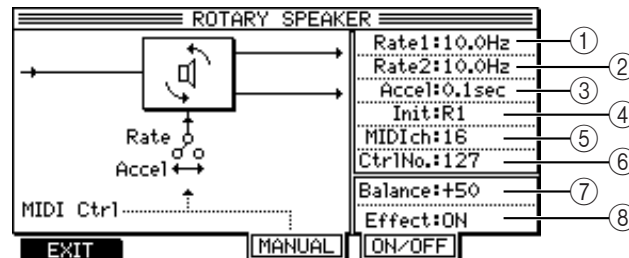 ROTARY SPEAKER
Rate1:10.0Hz ①
Rate2:10.0Hz ②
Accel:0.1sec ③
Init:R1 ④
MIDIch:16 ⑤
CtrlNo.:127 ⑥
Balance:+50 ⑦
Effect:ON ⑧
Rate
Accel
MIDI Ctrl
EXIT MANUAL ON/OFF